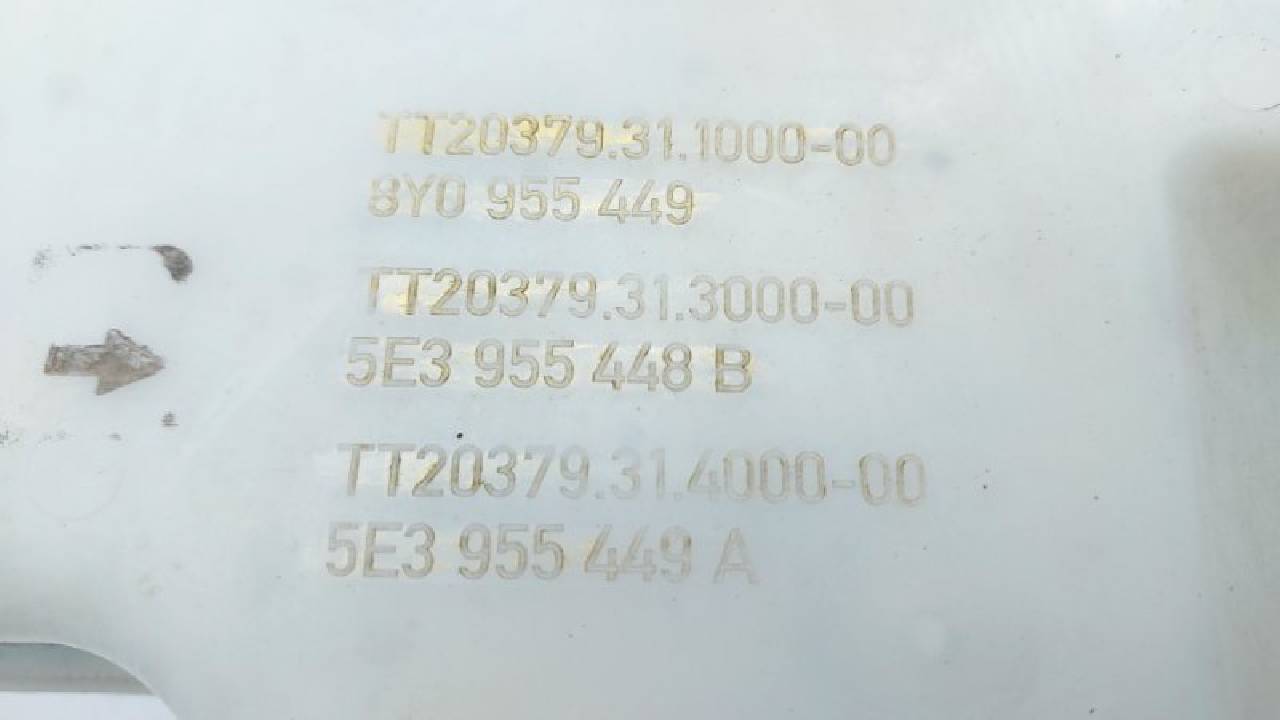 TT20379.31.1000-00
8Y0 955 449
TT20379.31.3000-00
5E3 955 448 B
TT20379.31.4000-00
5E3 955 449 A